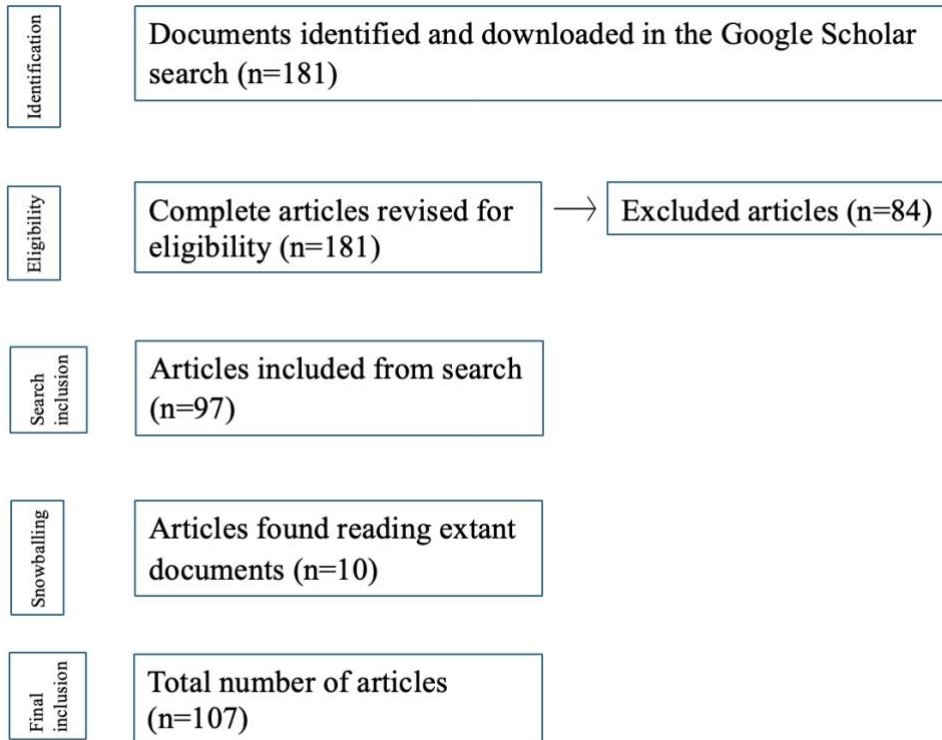 Identification
Documents identified and downloaded in the Google Scholar
search (n=181)
Eligibility
Complete articles revised for
eligibility (n=181)
Excluded articles (n=84)
Search
inclusion
Articles included from search
(n=97)
Snowballing
Articles found reading extant
documents (n=10)
Final
inclusion
Total number of articles
(n=107)